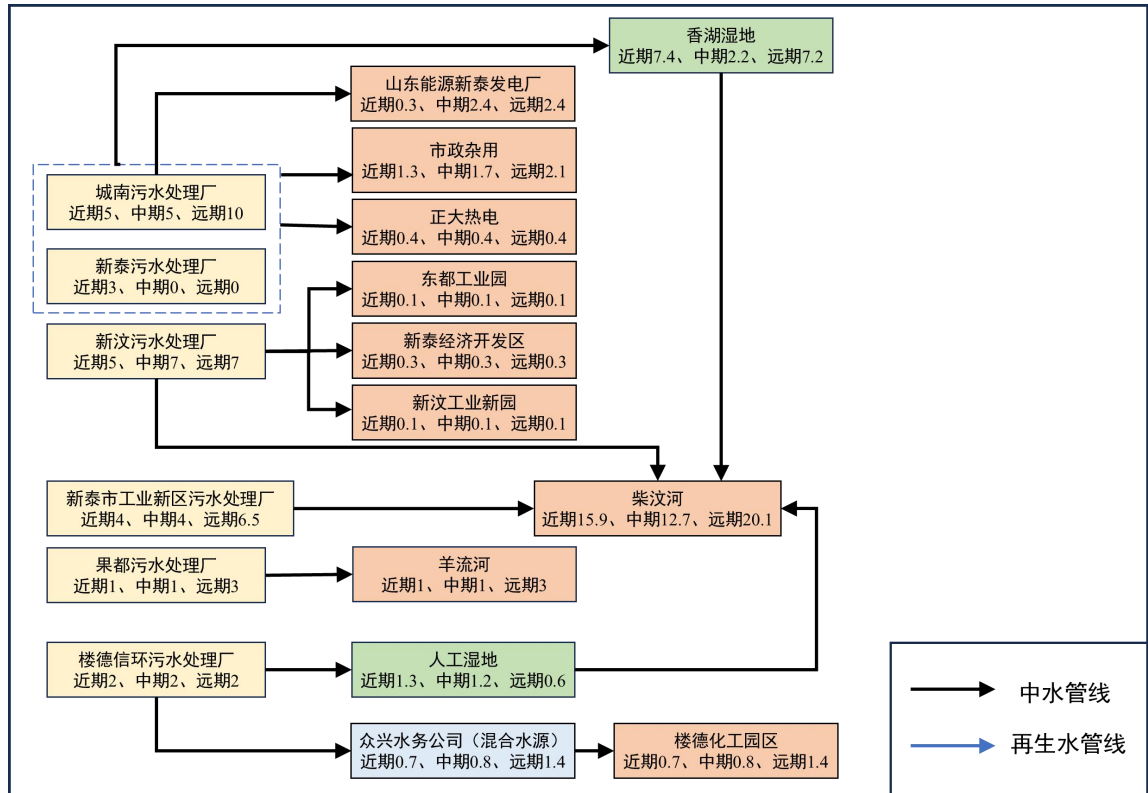 香湖湿地
近期7.4、中期2.2、远期7.2
山东能源新泰发电厂
近期0.3、中期2.4、远期2.4
市政杂用
近期1.3、中期1.7、远期2.1
城南污水处理厂
近期5、中期5、远期10
正大热电
近期0.4、中期0.4、远期0.4
新泰污水处理厂
近期3、中期0、远期0
东都工业园
近期0.1、中期0.1、远期0.1
新汶污水处理厂
近期5、中期7、远期7
新泰经济开发区
近期0.3、中期0.3、远期0.3
新汶工业新园
近期0.1、中期0.1、远期0.1
新泰市工业新区污水处理厂
近期4、中期4、远期6.5
柴汶河
近期15.9、中期12.7、远期20.1
果都污水处理厂
近期1、中期1、远期3
羊流河
近期1、中期1、远期3
楼德信环污水处理厂
近期2、中期2、远期2
人工湿地
近期1.3、中期1.2、远期0.6
众兴水务公司（混合水源）
近期0.7、中期0.8、远期1.4
楼德化工园区
近期0.7、中期0.8、远期1.4
中水管线
再生水管线